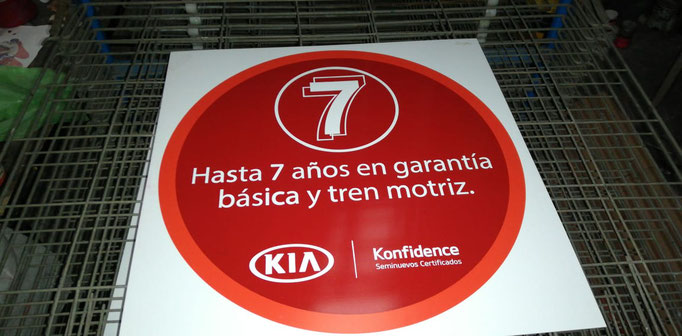 7
Hasta 7 años en garantía
básica y tren motriz.
KIA
Konfidence
Seminuevos Certificados